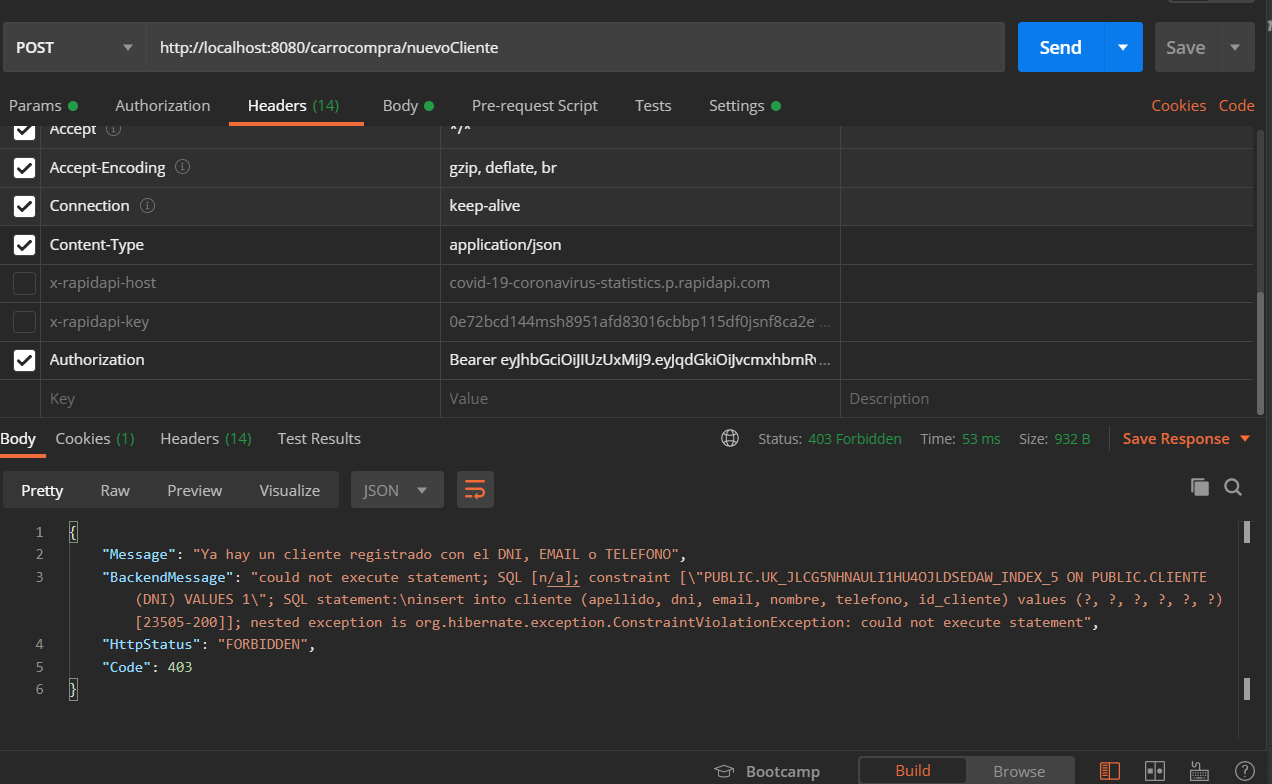 POST http://localhost:8080/carrocompra/nuevoCliente Send Save
Params Authorization Headers (14) Body Pre-request Script Tests Settings Cookies Code
Accept */*
Accept-Encoding gzip, deflate, br
Connection keep-alive
Content-Type application/json
x-rapidapi-host covid-19-coronavirus-statistics.p.rapidapi.com
x-rapidapi-key 0e72bcd144msh8951afd83016cbbp115df0jsnf8ca2e...
Authorization Bearer eyJhbGciOiJIUzUxMiJ9.eyJqdGkiOiJvcmxhbmR...
Key Value Description
Body Cookies (1) Headers (14) Test Results Status: 403 Forbidden Time: 53 ms Size: 932 B Save Response
Pretty Raw Preview Visualize JSON
1 {
2 "Message": "Ya hay un cliente registrado con el DNI, EMAIL o TELEFONO",
3 "BackendMessage": "could not execute statement; SQL [n/a]; constraint [\"PUBLIC.UK_JLCG5NHNAULI1HU4OJLDSEDAW_INDEX_5 ON PUBLIC.CLIENTE
(DNI) VALUES 1\"; SQL statement:\ninsert into cliente (apellido, dni, email, nombre, telefono, id_cliente) values (?, ?, ?, ?, ?, ?)
[23505-200]]; nested exception is org.hibernate.exception.ConstraintViolationException: could not execute statement",
4 "HttpStatus": "FORBIDDEN",
5 "Code": 403
6 }
Bootcamp Build Browse